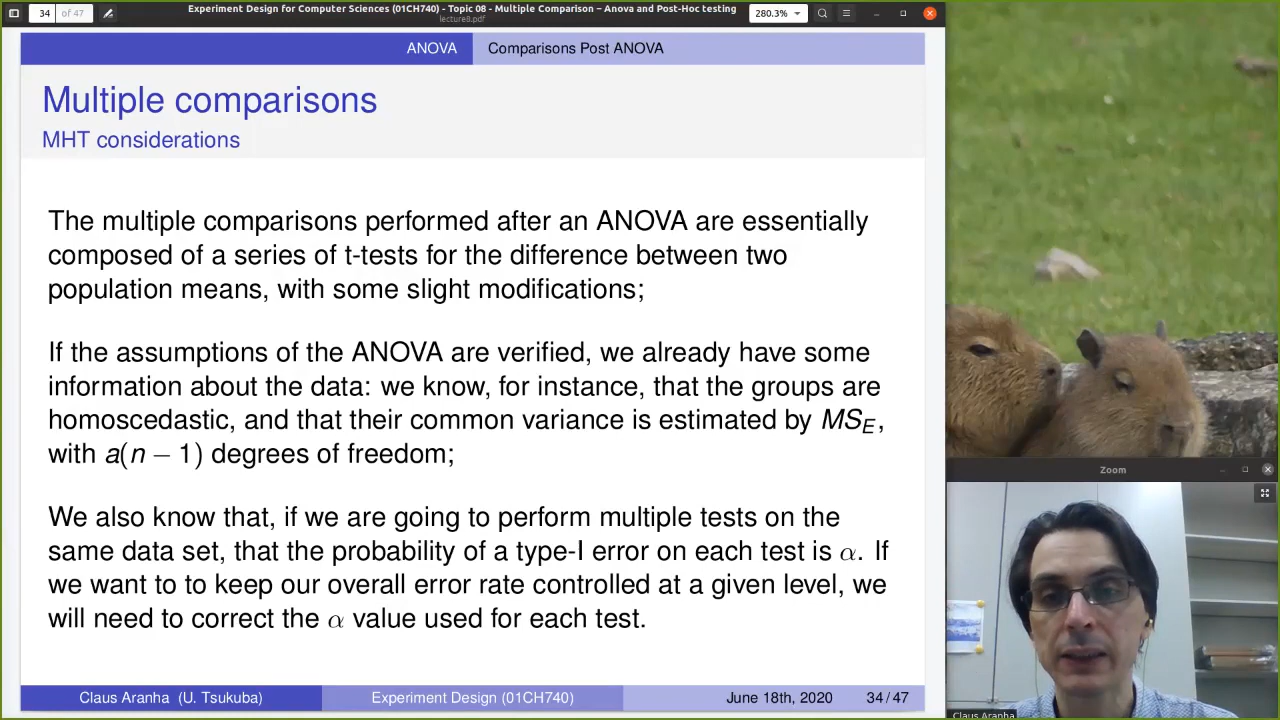 34 of 47
Experiment Design for Computer Sciences (01CH740) - Topic 08 - Multiple Comparison – Anova and Post-Hoc testing
lecture8.pdf
280.3%
ANOVA
Comparisons Post ANOVA
Multiple comparisons
MHT considerations
The multiple comparisons performed after an ANOVA are essentially
composed of a series of t-tests for the difference between two
population means, with some slight modifications;
If the assumptions of the ANOVA are verified, we already have some
information about the data: we know, for instance, that the groups are
homoscedastic, and that their common variance is estimated by MS_E,
with a(n − 1) degrees of freedom;
We also know that, if we are going to perform multiple tests on the
same data set, that the probability of a type-I error on each test is α. If
we want to to keep our overall error rate controlled at a given level, we
will need to correct the α value used for each test.
Claus Aranha (U. Tsukuba)
Experiment Design (01CH740)
June 18th, 2020
34 / 47
Zoom
Claus Aranha